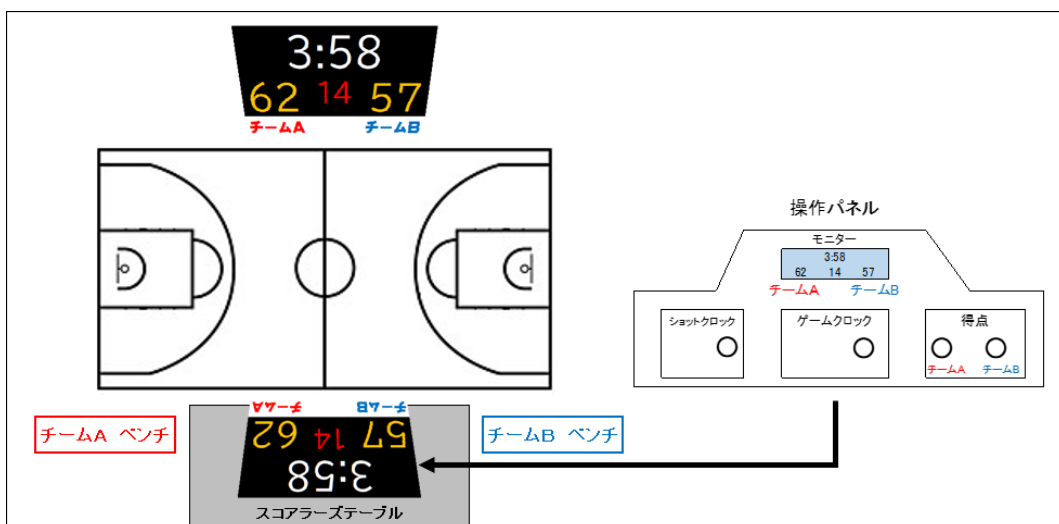 3:58
62 14 57
チームA チームB
操作パネル
モニター
3:58
62 14 57
チームA チームB
ショットクロック ゲームクロック 得点
チームA チームB
チームA チームB
チームA ベンチ 62 14 57 チームB ベンチ
3:58
スコアラーズテーブル